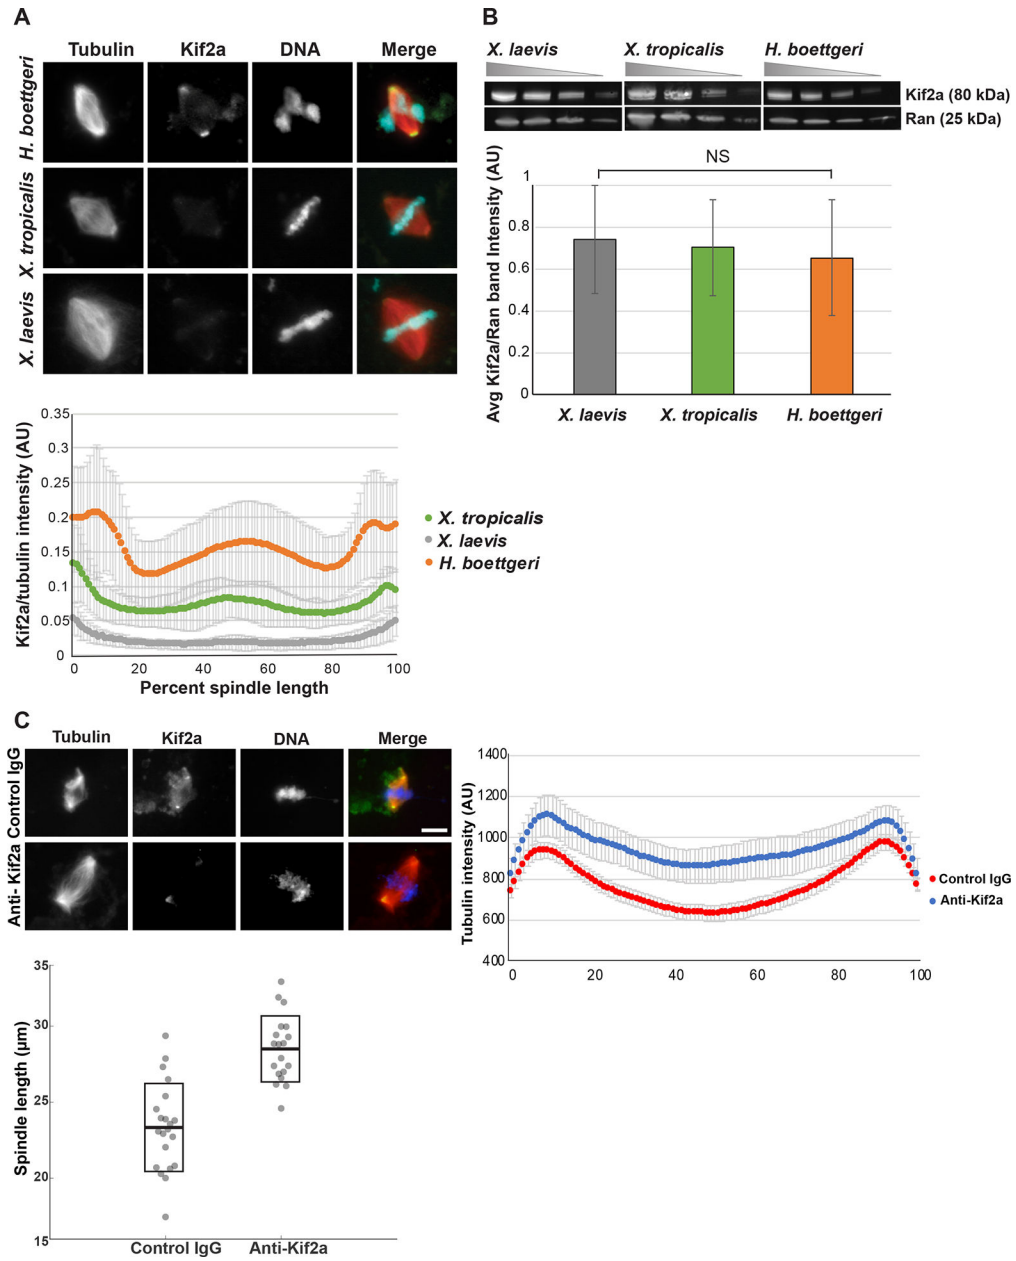 A
Tubulin Kif2a DNA Merge
H. boettgeri
X. tropicalis
X. laevis
Kif2a/tubulin intensity (AU)
0.35
0.3
0.25
0.2
0.15
0.1
0.05
0
0 20 40 60 80 100
Percent spindle length
X. tropicalis
X. laevis
H. boettgeri
B
X. laevis X. tropicalis H. boettgeri
Kif2a (80 kDa)
Ran (25 kDa)
Avg Kif2a/Ran band Intensity (AU)
NS
1
0.8
0.6
0.4
0.2
0
X. laevis X. tropicalis H. boettgeri
C
Tubulin Kif2a DNA Merge
Control IgG
Anti- Kif2a
Tubulin intensity (AU)
1400
1200
1000
800
600
400
0 20 40 60 80 100
Control IgG
Anti-Kif2a
Spindle length (µm)
35
30
25
20
15
Control IgG Anti-Kif2a